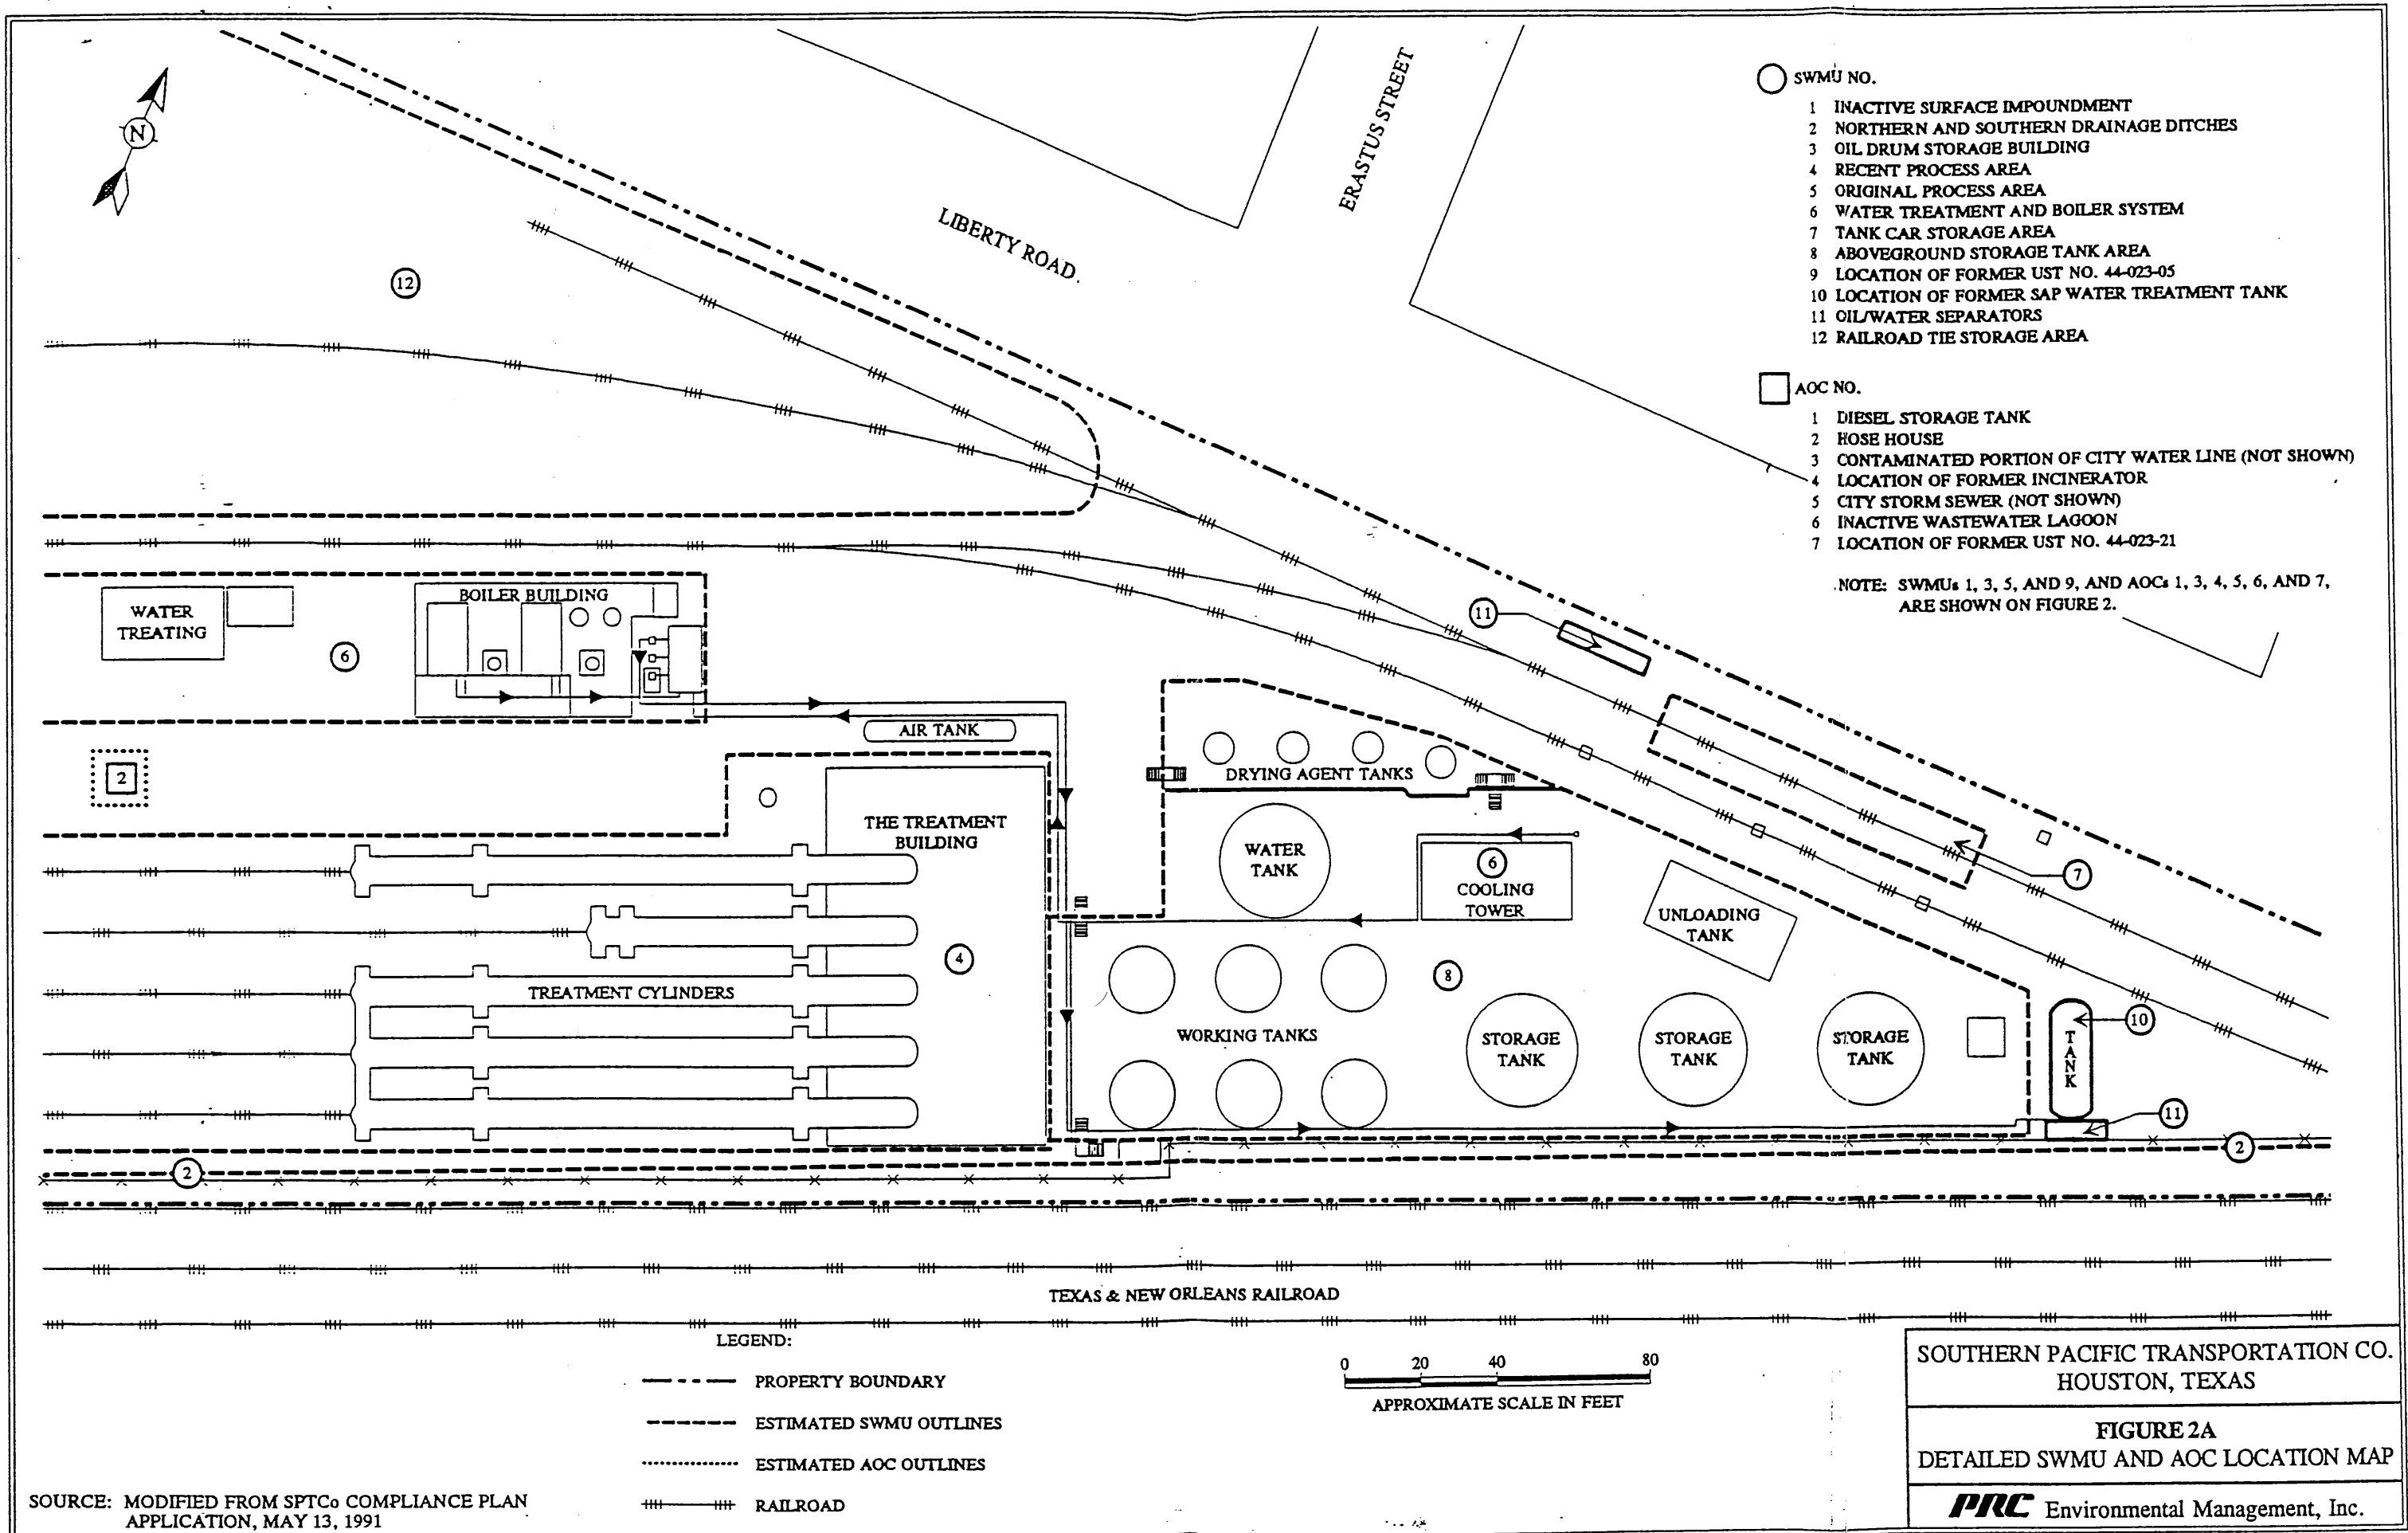 N
ERASTUS STREET
LIBERTY ROAD.
SWMU NO.
1 INACTIVE SURFACE IMPOUNDMENT
2 NORTHERN AND SOUTHERN DRAINAGE DITCHES
3 OIL DRUM STORAGE BUILDING
4 RECENT PROCESS AREA
5 ORIGINAL PROCESS AREA
6 WATER TREATMENT AND BOILER SYSTEM
7 TANK CAR STORAGE AREA
8 ABOVEGROUND STORAGE TANK AREA
9 LOCATION OF FORMER UST NO. 44-023-05
10 LOCATION OF FORMER SAP WATER TREATMENT TANK
11 OIL/WATER SEPARATORS
12 RAILROAD TIE STORAGE AREA
AOC NO.
1 DIESEL STORAGE TANK
2 HOSE HOUSE
3 CONTAMINATED PORTION OF CITY WATER LINE (NOT SHOWN)
4 LOCATION OF FORMER INCINERATOR
5 CITY STORM SEWER (NOT SHOWN)
6 INACTIVE WASTEWATER LAGOON
7 LOCATION OF FORMER UST NO. 44-023-21
NOTE: SWMUs 1, 3, 5, AND 9, AND AOCs 1, 3, 4, 5, 6, AND 7,
ARE SHOWN ON FIGURE 2.
12
WATER
TREATING
6
BOILER BUILDING
11
AIR TANK
2
DRYING AGENT TANKS
THE TREATMENT
BUILDING
WATER
TANK
6
COOLING
TOWER
7
UNLOADING
TANK
4
8
TREATMENT CYLINDERS
WORKING TANKS
STORAGE
TANK
STORAGE
TANK
STORAGE
TANK
10
TANK
11
2
2
TEXAS & NEW ORLEANS RAILROAD
LEGEND:
PROPERTY BOUNDARY
ESTIMATED SWMU OUTLINES
ESTIMATED AOC OUTLINES
RAILROAD
0 20 40 80
APPROXIMATE SCALE IN FEET
SOURCE: MODIFIED FROM SPTCo COMPLIANCE PLAN
APPLICATION, MAY 13, 1991
SOUTHERN PACIFIC TRANSPORTATION CO.
HOUSTON, TEXAS
FIGURE 2A
DETAILED SWMU AND AOC LOCATION MAP
PRC Environmental Management, Inc.